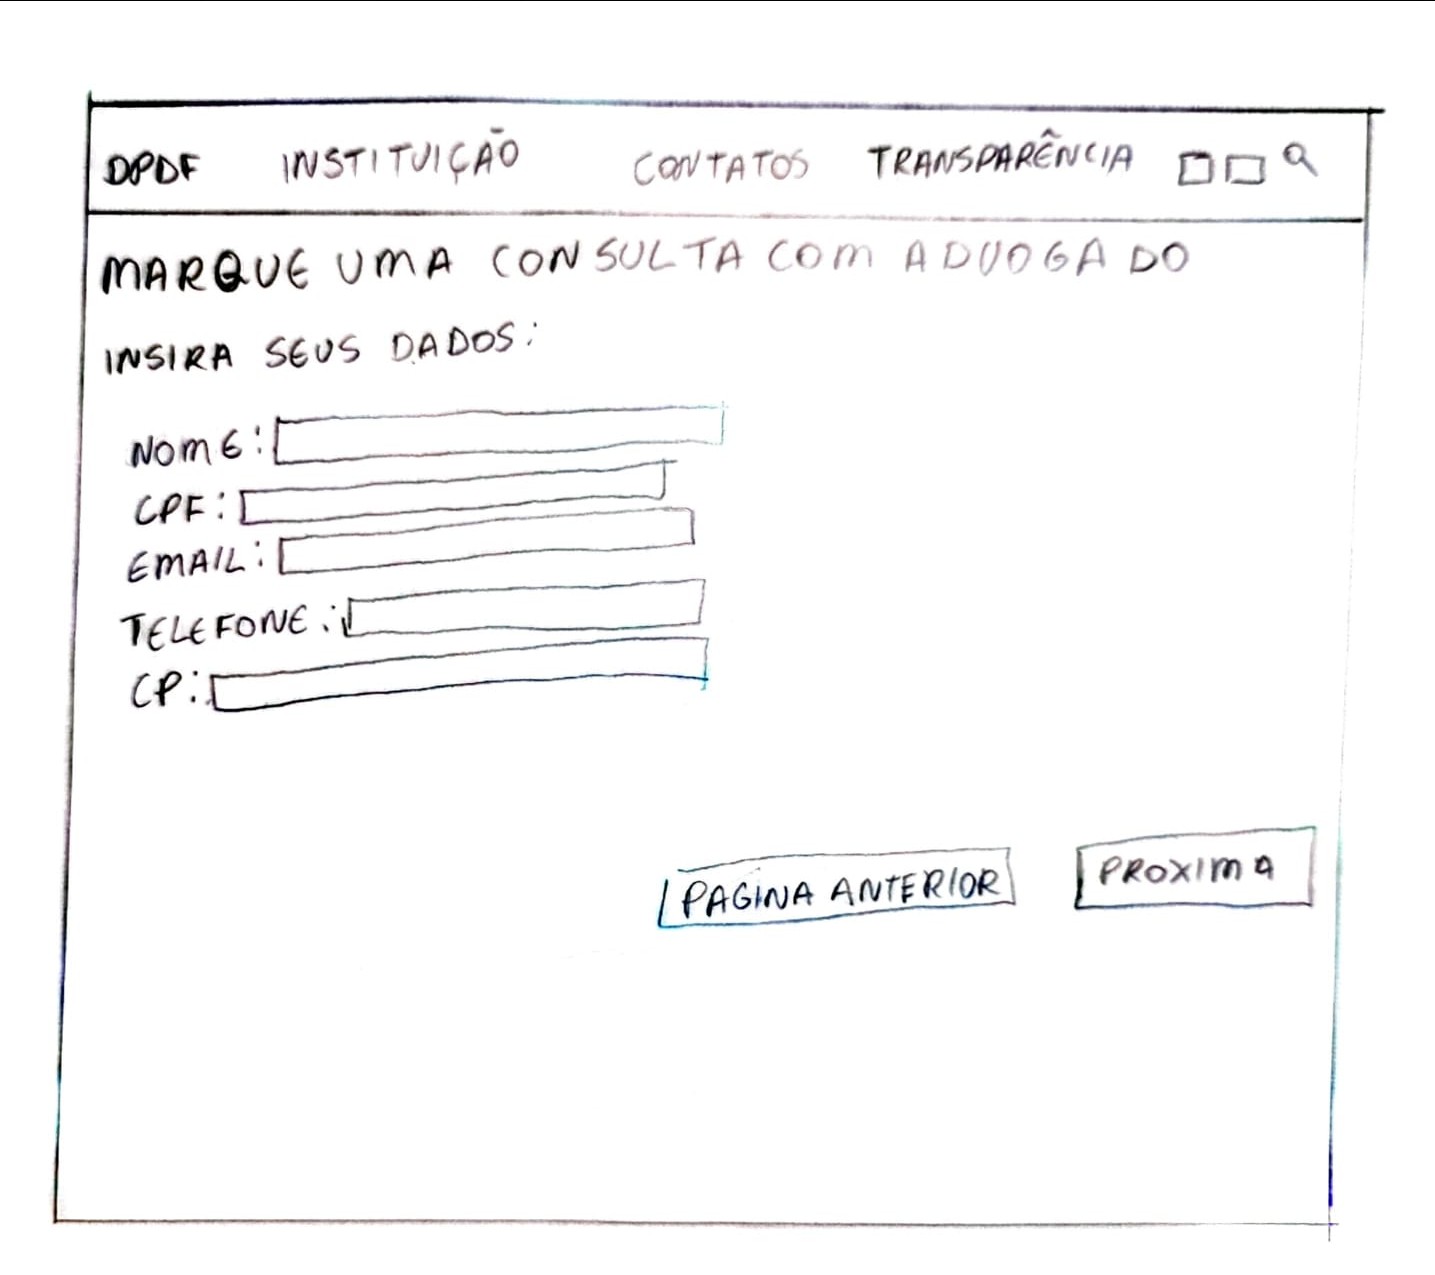 DPDF INSTITUIÇÃO CONTATOS TRANSPARÊNCIA
MARQUE UMA CONSULTA COM ADVOGADO
INSIRA SEUS DADOS:
NOME:
CPF:
EMAIL:
TELEFONE:
CP:
PAGINA ANTERIOR PROXIMA